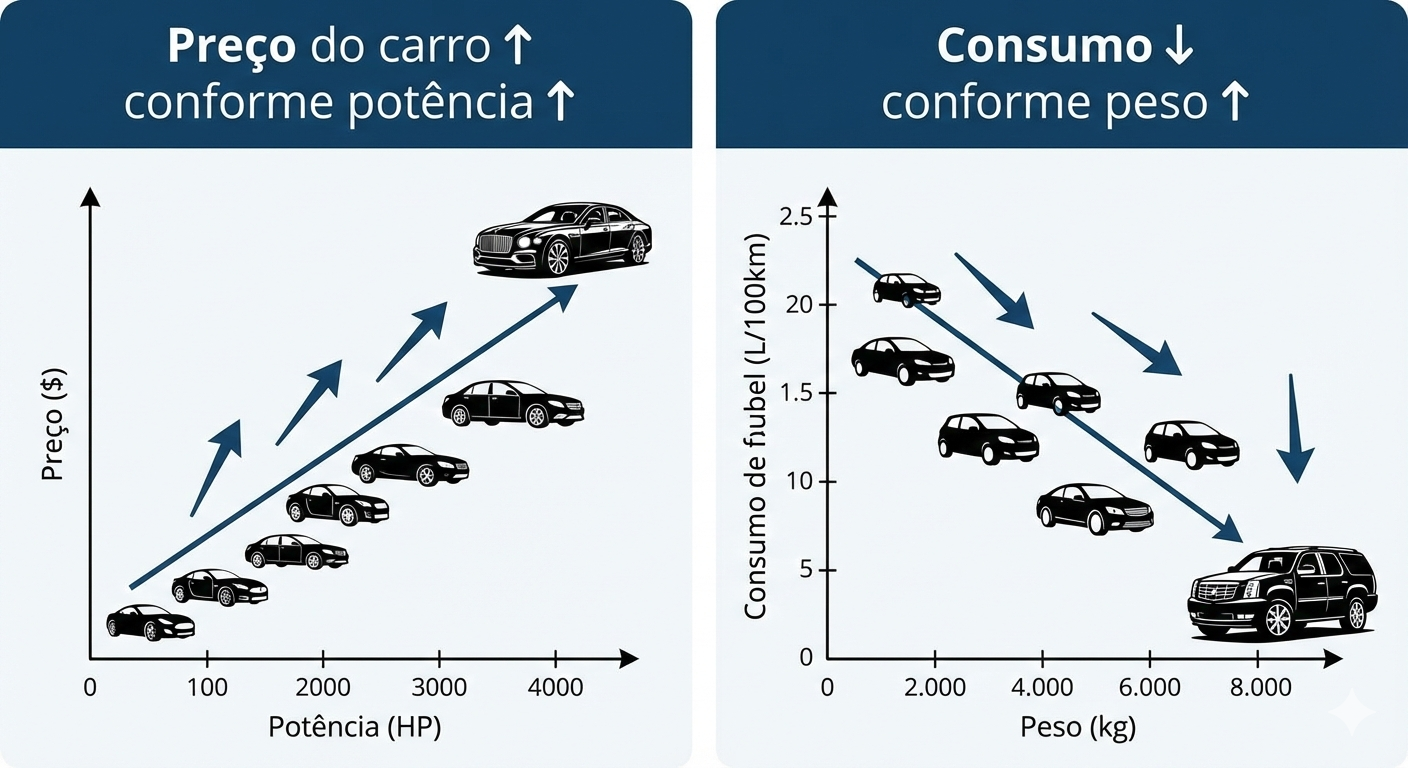 Preço do carro ↑
conforme potência ↑
Preço ($)
0 100 2000 3000 4000
Potência (HP)
Consumo ↓
conforme peso ↑
Consumo de fiubel (L/100km)
2.5
20
1.5
10
5
0
0 2.000 4.000 6.000 8.000
Peso (kg)